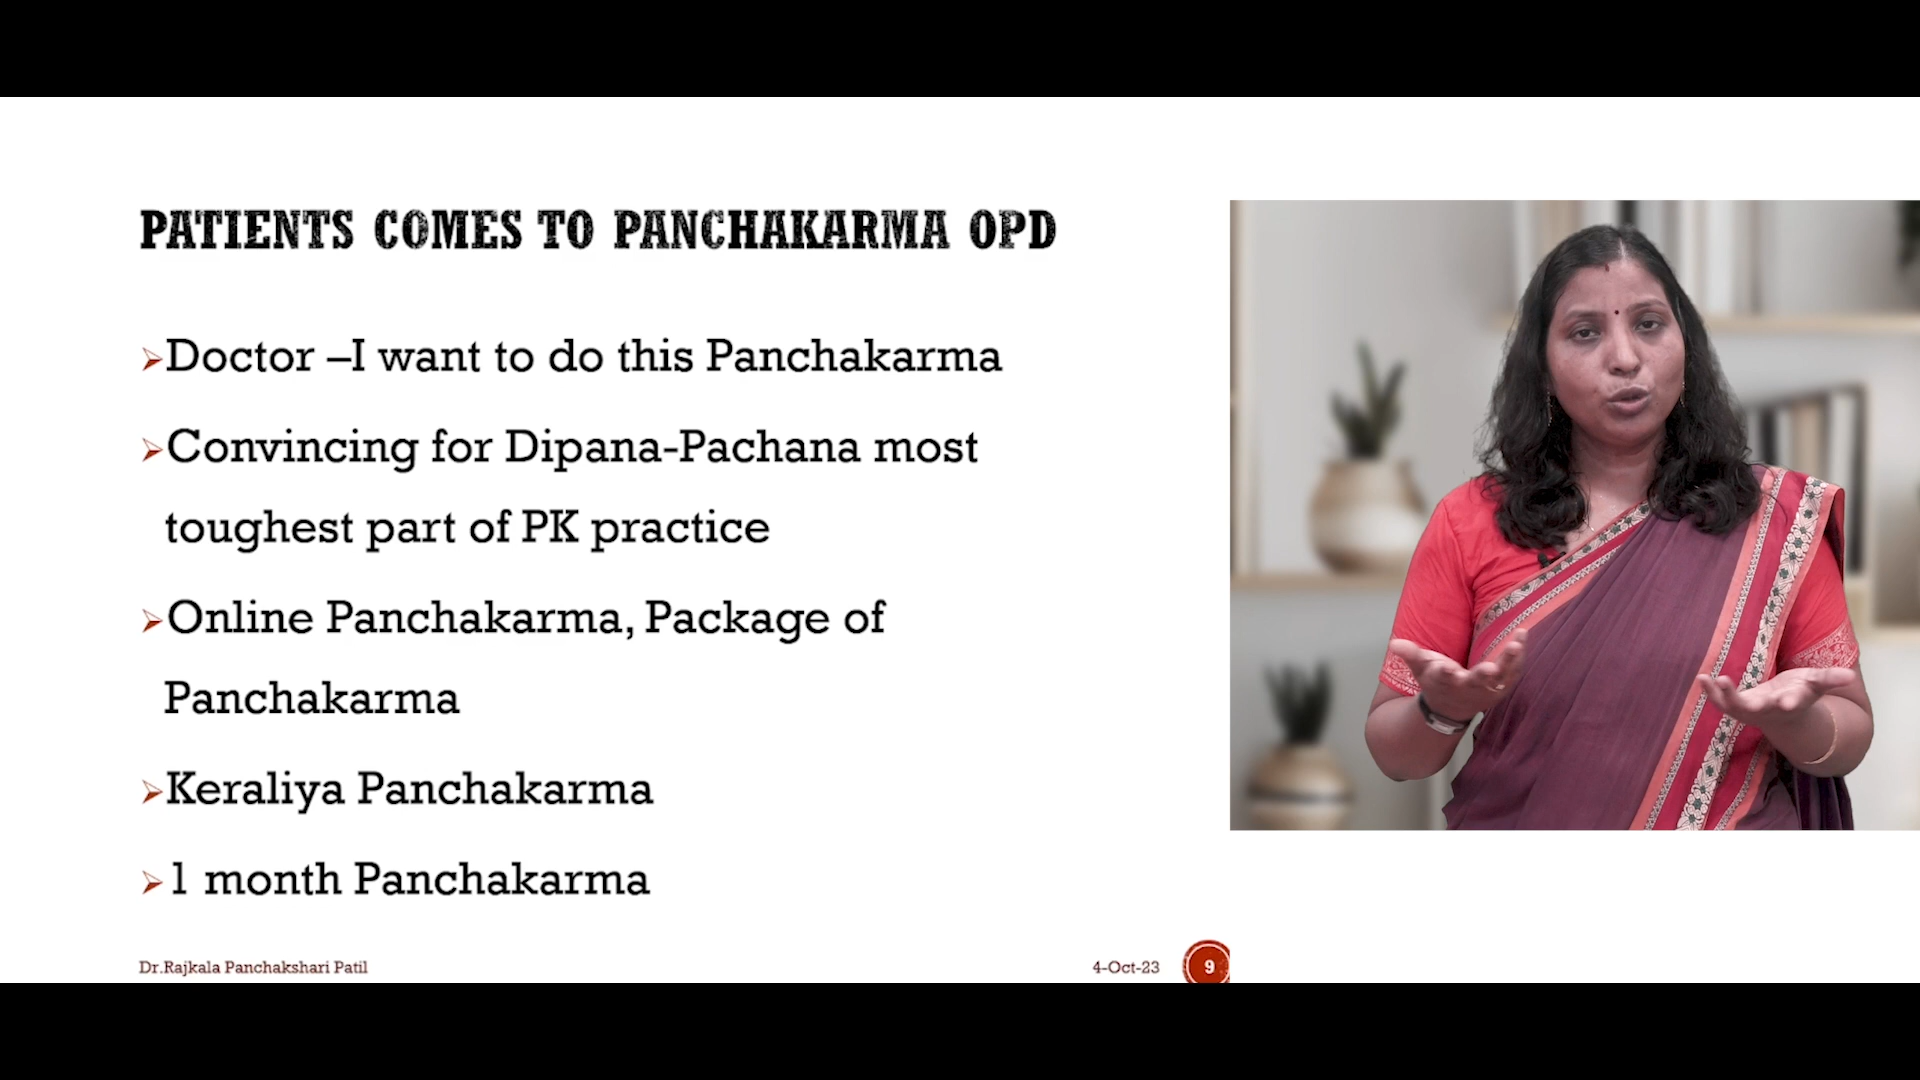 PATIENTS COMES TO PANCHAKARMA OPD
➢Doctor –I want to do this Panchakarma
➢Convincing for Dipana-Pachana most
toughest part of PK practice
➢Online Panchakarma, Package of
Panchakarma
➢Keraliya Panchakarma
➢1 month Panchakarma
Dr.Rajkala Panchakshari Patil
4-Oct-23
9